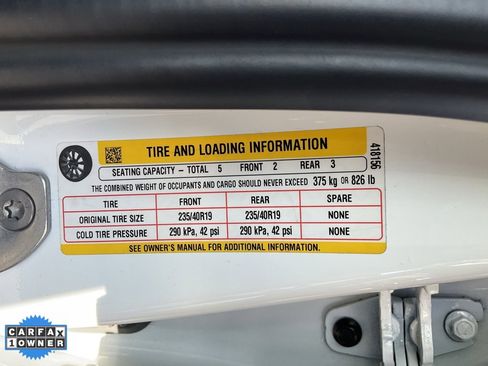 TIRE AND LOADING INFORMATION
SEATING CAPACITY - TOTAL 5 FRONT 2 REAR 3
THE COMBINED WEIGHT OF OCCUPANTS AND CARGO SHOULD NEVER EXCEED 375 kg OR 826 lb
TIRE FRONT REAR SPARE
ORIGINAL TIRE SIZE 235/40R19 235/40R19 NONE
COLD TIRE PRESSURE 290 kPa, 42 psi 290 kPa, 42 psi NONE
SEE OWNER'S MANUAL FOR ADDITIONAL INFORMATION.
418156
CARFAX
1 OWNER